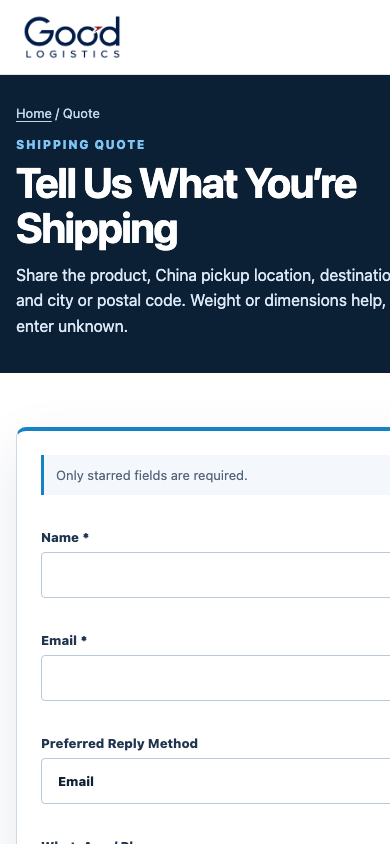 Good
LOGISTICS
Home / Quote
SHIPPING QUOTE
Tell Us What You’re
Shipping
Share the product, China pickup location, destinatio
and city or postal code. Weight or dimensions help,
enter unknown.
Only starred fields are required.
Name *
Email *
Preferred Reply Method
Email